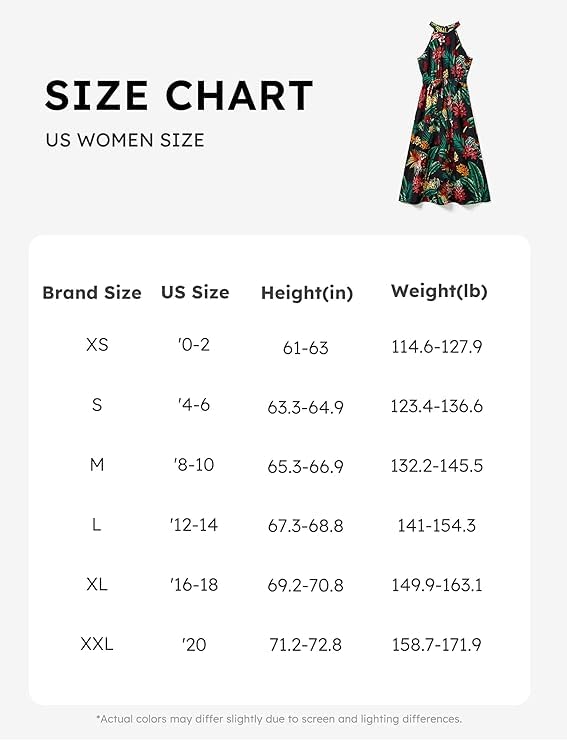 SIZE CHART
US WOMEN SIZE
Brand Size US Size Height(in) Weight(lb)
XS '0-2 61-63 114.6-127.9
S '4-6 63.3-64.9 123.4-136.6
M '8-10 65.3-66.9 132.2-145.5
L '12-14 67.3-68.8 141-154.3
XL '16-18 69.2-70.8 149.9-163.1
XXL '20 71.2-72.8 158.7-171.9
*Actual colors may differ slightly due to screen and lighting differences.